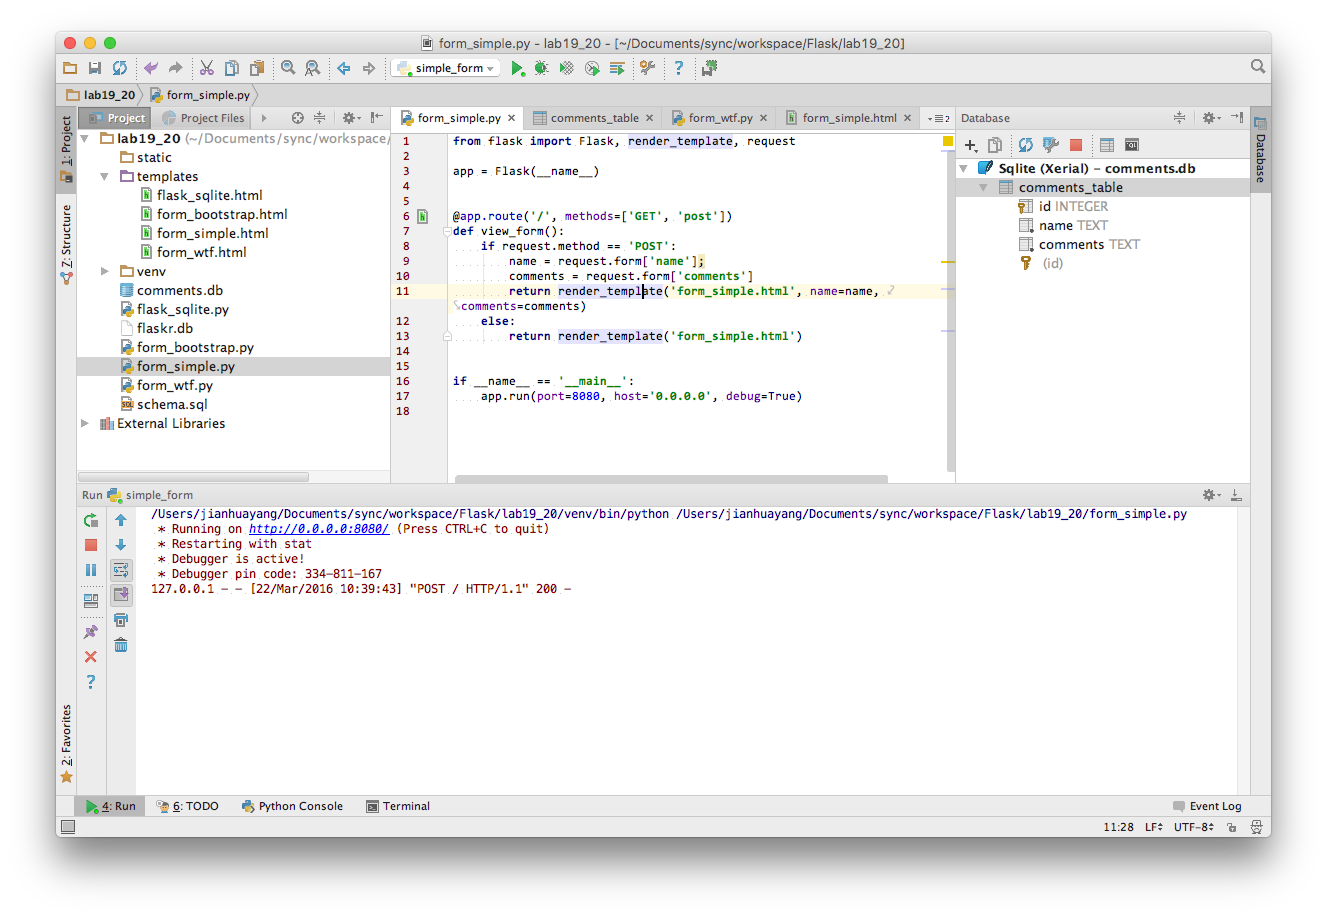 form_simple.py - lab19_20 - [~/Documents/sync/workspace/Flask/lab19_20]
simple_form
lab19_20 form_simple.py
1: Project
Z: Structure
2: Favorites
Project Project Files
lab19_20 (~/Documents/sync/workspace/
static
templates
flask_sqlite.html
form_bootstrap.html
form_simple.html
form_wtf.html
venv
comments.db
flask_sqlite.py
flaskr.db
form_bootstrap.py
form_simple.py
form_wtf.py
schema.sql
External Libraries
form_simple.py comments_table form_wtf.py form_simple.html 2
1 from flask import Flask, render_template, request
2
3 app = Flask(__name__)
4
5
6 @app.route('/', methods=['GET', 'post'])
7 def view_form():
8 if request.method == 'POST':
9 name = request.form['name'];
10 comments = request.form['comments']
11 return render_template('form_simple.html', name=name,
comments=comments)
12 else:
13 return render_template('form_simple.html')
14
15
16 if __name__ == '__main__':
17 app.run(port=8080, host='0.0.0.0', debug=True)
18
Database
Sqlite (Xerial) – comments.db
comments_table
id INTEGER
name TEXT
comments TEXT
(id)
Database
Run simple_form
/Users/jianhuayang/Documents/sync/workspace/Flask/lab19_20/venv/bin/python /Users/jianhuayang/Documents/sync/workspace/Flask/lab19_20/form_simple.py
* Running on http://0.0.0.0:8080/ (Press CTRL+C to quit)
* Restarting with stat
* Debugger is active!
* Debugger pin code: 334-811-167
127.0.0.1 - - [22/Mar/2016 10:39:43] "POST / HTTP/1.1" 200 -
4: Run 6: TODO Python Console Terminal Event Log
11:28 LF UTF-8